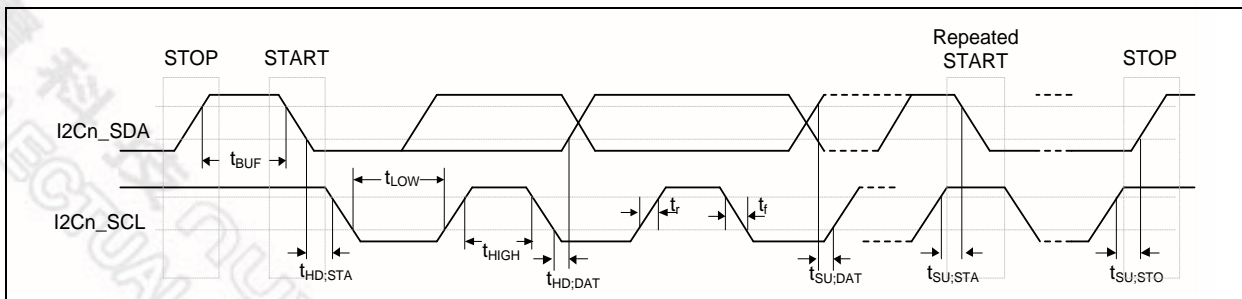 Repeated
STOP START START STOP
I2Cn_SDA
tBUF
tLOW
I2Cn_SCL
tr tf
tHIGH
tHD;STA tHD;DAT tSU;DAT tSU;STA tSU;STO